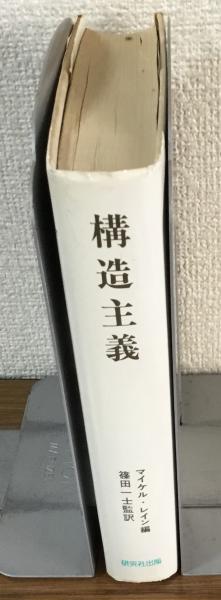 構造主義
マイケル・レイン編
篠田一士監訳
研究社出版